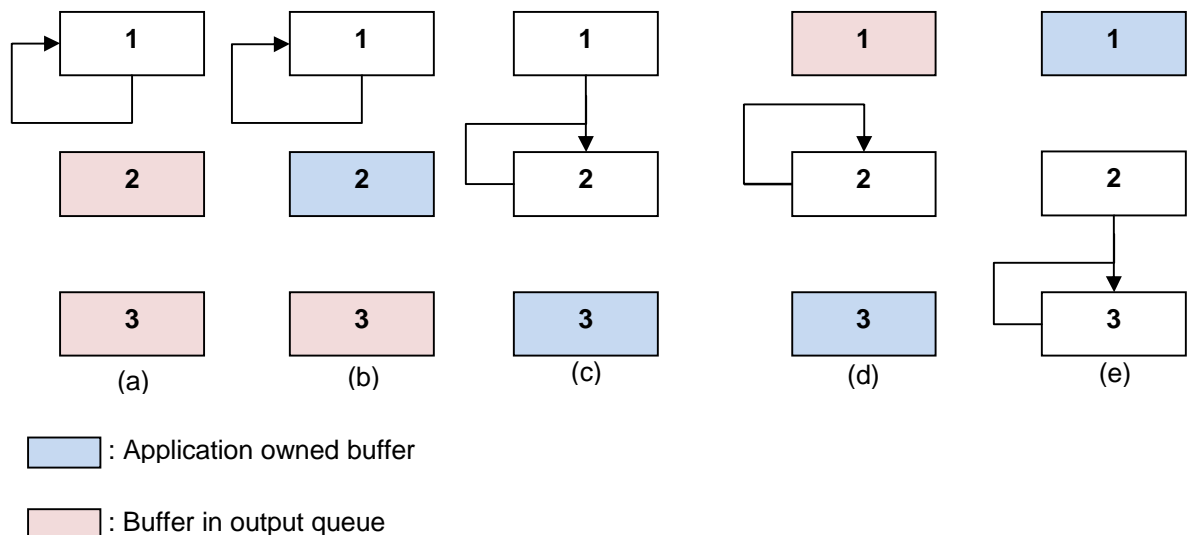 1 1 1 1 1
2 2 2 2 2
3 3 3 3 3
(a) (b) (c) (d) (e)
: Application owned buffer
: Buffer in output queue